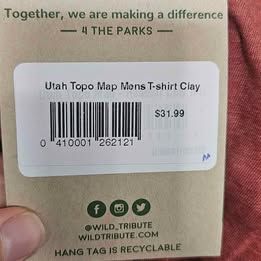 Together, we are making a difference
4 THE PARKS
Utah Topo Map Mens T-shirt Clay
$31.99
0 410001 262121
@WILD_TRIBUTE
WILDTRIBUTE.COM
HANG TAG IS RECYCLABLE